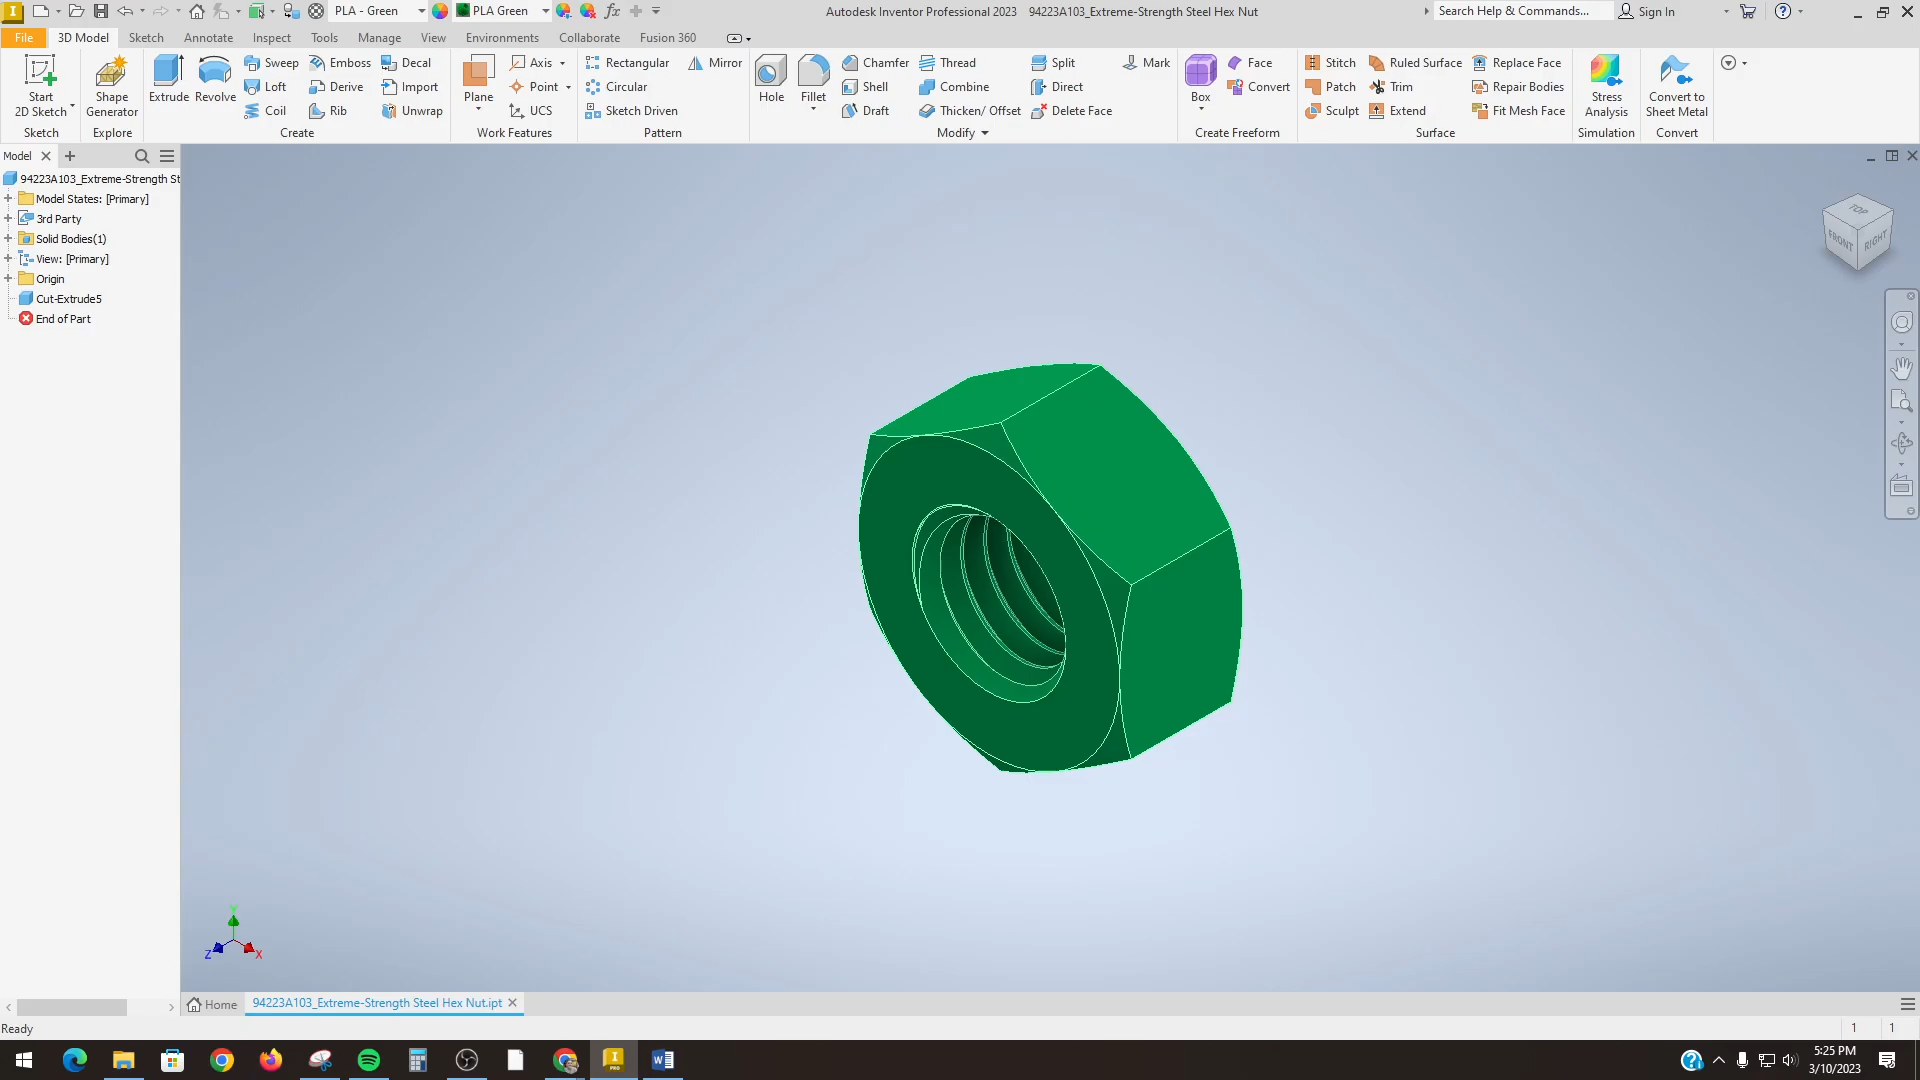 PLA - Green
PLA Green
fx
Autodesk Inventor Professional 2023 94223A103_Extreme-Strength Steel Hex Nut
Search Help & Commands...
Sign In
File 3D Model Sketch Annotate Inspect Tools Manage View Environments Collaborate Fusion 360
Start
2D Sketch
Sketch
Shape
Generator
Explore
Extrude
Revolve
Sweep
Loft
Coil
Emboss
Derive
Rib
Decal
Import
Unwrap
Create
Plane
Axis
Point
UCS
Work Features
Rectangular
Circular
Sketch Driven
Mirror
Pattern
Hole
Fillet
Chamfer
Shell
Draft
Thread
Combine
Thicken/ Offset
Split
Direct
Delete Face
Mark
Modify
Box
Face
Convert
Create Freeform
Stitch
Patch
Sculpt
Ruled Surface
Trim
Extend
Replace Face
Repair Bodies
Fit Mesh Face
Surface
Stress
Analysis
Simulation
Convert to
Sheet Metal
Convert
Model
94223A103_Extreme-Strength St
Model States: [Primary]
3rd Party
Solid Bodies(1)
View: [Primary]
Origin
Cut-Extrude5
End of Part
TOP
FRONT
RIGHT
Y
Z
X
Home
94223A103_Extreme-Strength Steel Hex Nut.ipt
Ready
1 1
5:25 PM
3/10/2023